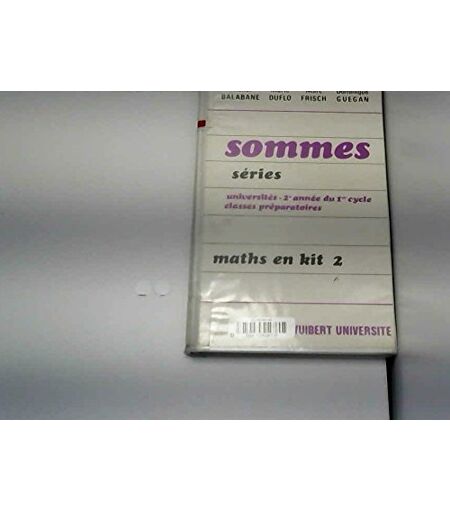 Dominique
BALABANE DUFLO FRISCH GUEGAN
sommes
séries
universités - 2e année du 1er cycle
classes préparatoires
maths en kit 2
VUIBERT UNIVERSITE